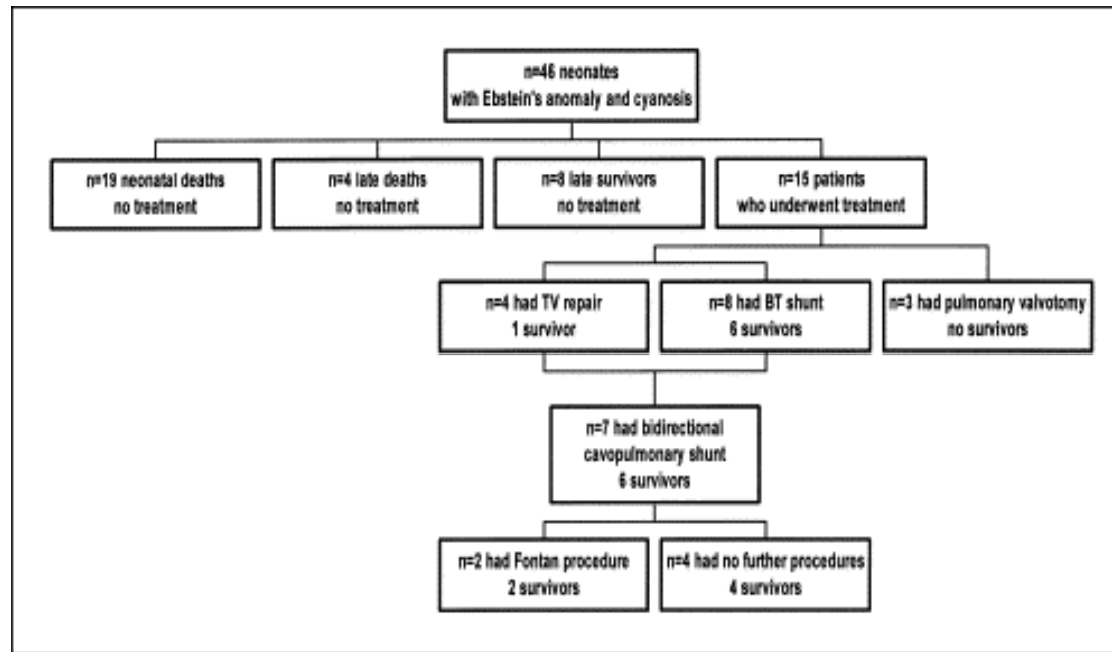 n=46 neonates
with Ebstein's anomaly and cyanosis
n=19 neonatal deaths
no treatment
n=4 late deaths
no treatment
n=8 late survivors
no treatment
n=15 patients
who underwent treatment
n=4 had TV repair
1 survivor
n=8 had BT shunt
6 survivors
n=3 had pulmonary valvotomy
no survivors
n=7 had bidirectional
cavopulmonary shunt
6 survivors
n=2 had Fontan procedure
2 survivors
n=4 had no further procedures
4 survivors